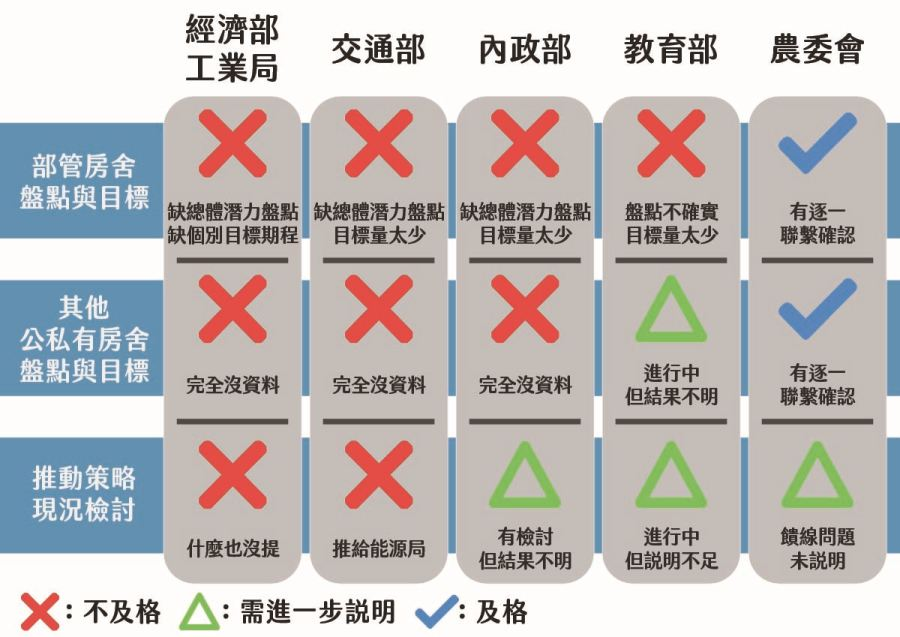 經濟部
工業局
交通部
內政部
教育部
農委會
部管房舍
盤點與目標
缺總體潛力盤點
缺個別目標期程
缺總體潛力盤點
目標量太少
缺總體潛力盤點
目標量太少
盤點不確實
目標量太少
有逐一
聯繫確認
其他
公私有房舍
盤點與目標
完全沒資料
完全沒資料
完全沒資料
進行中
但結果不明
有逐一
聯繫確認
推動策略
現況檢討
什麼也沒提
推給能源局
有檢討
但結果不明
進行中
但説明不足
饋線問題
未説明
：不及格
：需進一步説明
：及格